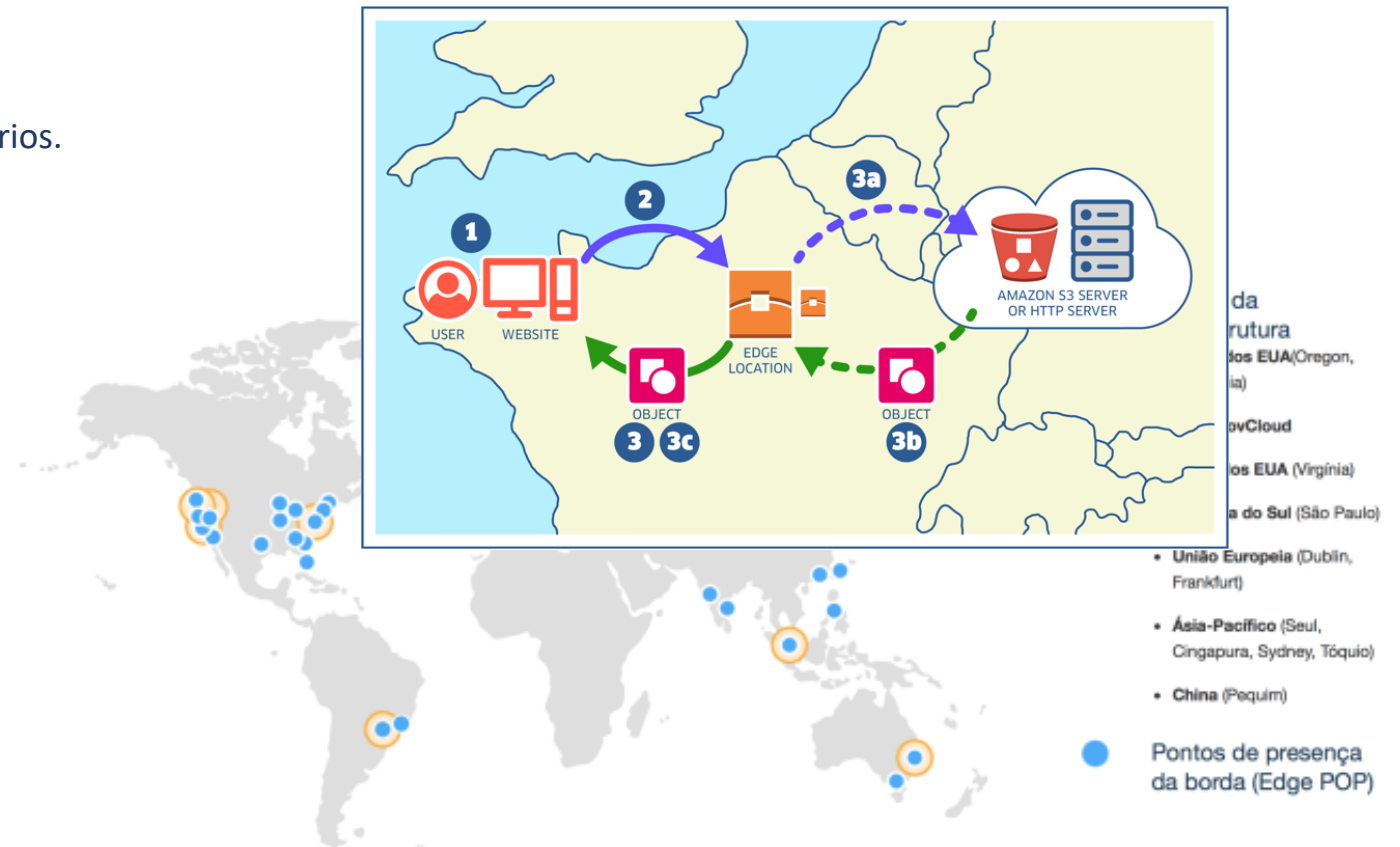 rios.
1
2
3a
USER
WEBSITE
EDGE
LOCATION
AMAZON S3 SERVER
OR HTTP SERVER
OBJECT
3 3c
OBJECT
3b
da
rutura
dos EUA(Oregon,
ia)
ovCloud
os EUA (Virgínia)
a do Sul (São Paulo)
• União Europeia (Dublin,
Frankfurt)
• Ásia-Pacífico (Seul,
Cingapura, Sydney, Tóquio)
• China (Pequim)
Pontos de presença
da borda (Edge POP)